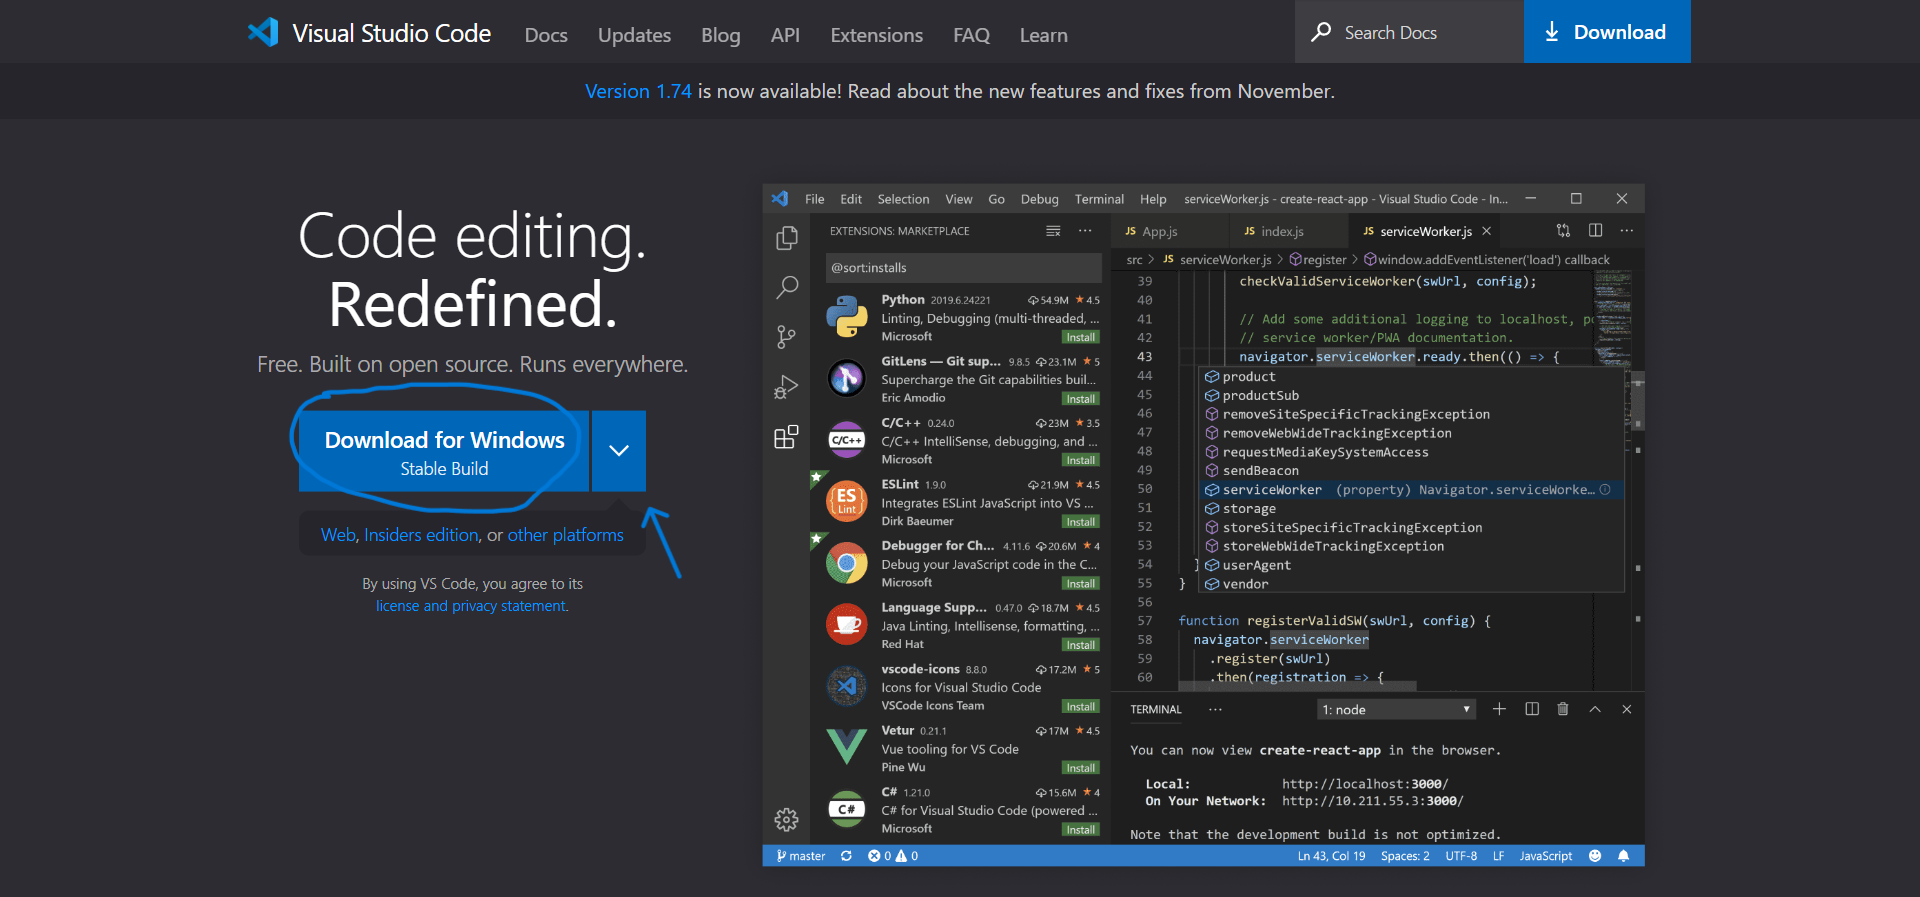 Visual Studio Code Docs Updates Blog API Extensions FAQ Learn Search Docs Download
Version 1.74 is now available! Read about the new features and fixes from November.
Code editing.
Redefined.
Free. Built on open source. Runs everywhere.
Download for Windows
Stable Build
Web, Insiders edition, or other platforms
By using VS Code, you agree to its
license and privacy statement.
File Edit Selection View Go Debug Terminal Help serviceWorker.js - create-react-app - Visual Studio Code - In...
EXTENSIONS: MARKETPLACE
@sort:installs
Python 2019.6.24221 54.9M 4.5
Linting, Debugging (multi-threaded, ...
Microsoft Install
GitLens — Git sup... 9.8.5 23.1M 5
Supercharge the Git capabilities buil...
Eric Amodio Install
C/C++
C/C++ 0.24.0 23M 3.5
C/C++ IntelliSense, debugging, and ...
Microsoft Install
ES
Lint
ESLint 1.9.0 21.9M 4.5
Integrates ESLint JavaScript into VS ...
Dirk Baeumer Install
Debugger for Ch... 4.11.6 20.6M 4
Debug your JavaScript code in the C...
Microsoft Install
Language Supp... 0.47.0 18.7M 4.5
Java Linting, Intellisense, formatting, ...
Red Hat Install
vscode-icons 8.8.0 17.2M 5
Icons for Visual Studio Code
VSCode Icons Team Install
Vetur 0.21.1 17M 4.5
Vue tooling for VS Code
Pine Wu Install
C#
C# 1.21.0 15.6M 4
C# for Visual Studio Code (powered ...
Microsoft Install
JS App.js JS index.js JS serviceWorker.js
src > JS serviceWorker.js > register > window.addEventListener('load') callback
39 checkValidServiceWorker(swUrl, config);
40
41 // Add some additional logging to localhost, p
42 // service worker/PWA documentation.
43 navigator.serviceWorker.ready.then(() => {
44 product
45 productSub
46 removeSiteSpecificTrackingException
47 removeWebWideTrackingException
48 requestMediaKeySystemAccess
49 sendBeacon
50 serviceWorker (property) Navigator.serviceWorke...
51 storage
52 storeSiteSpecificTrackingException
53 storeWebWideTrackingException
54 } userAgent
55 } vendor
56
57 function registerValidSW(swUrl, config) {
58 navigator.serviceWorker
59 .register(swUrl)
60 .then(registration => {
TERMINAL ... 1: node
You can now view create-react-app in the browser.
Local: http://localhost:3000/
On Your Network: http://10.211.55.3:3000/
Note that the development build is not optimized.
master 0 0 Ln 43, Col 19 Spaces: 2 UTF-8 LF JavaScript